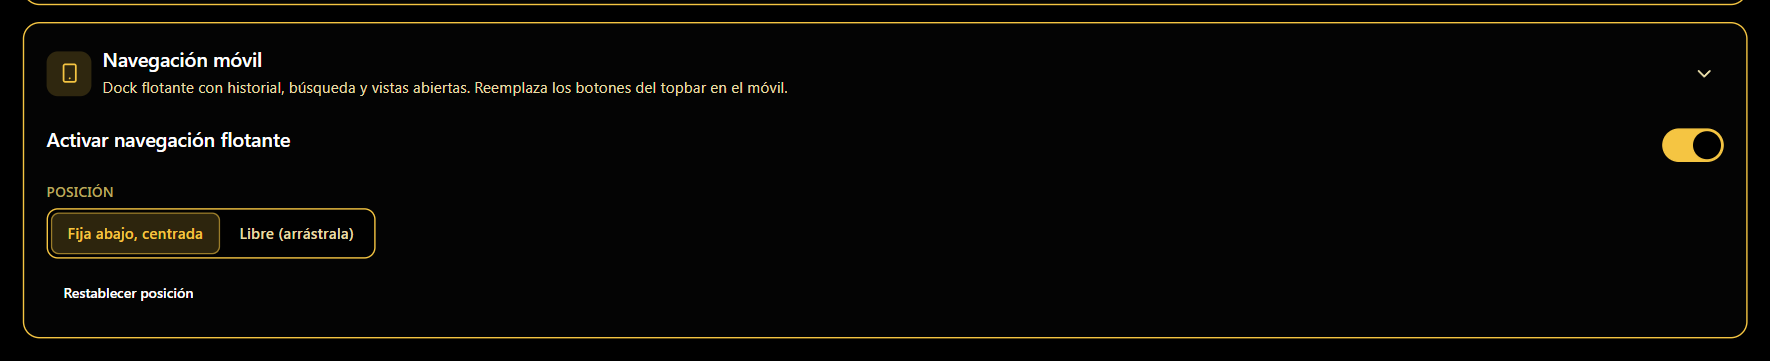 Navegación móvil
Dock flotante con historial, búsqueda y vistas abiertas. Reemplaza los botones del topbar en el móvil.
Activar navegación flotante
POSICIÓN
Fija abajo, centrada
Libre (arrástrala)
Restablecer posición